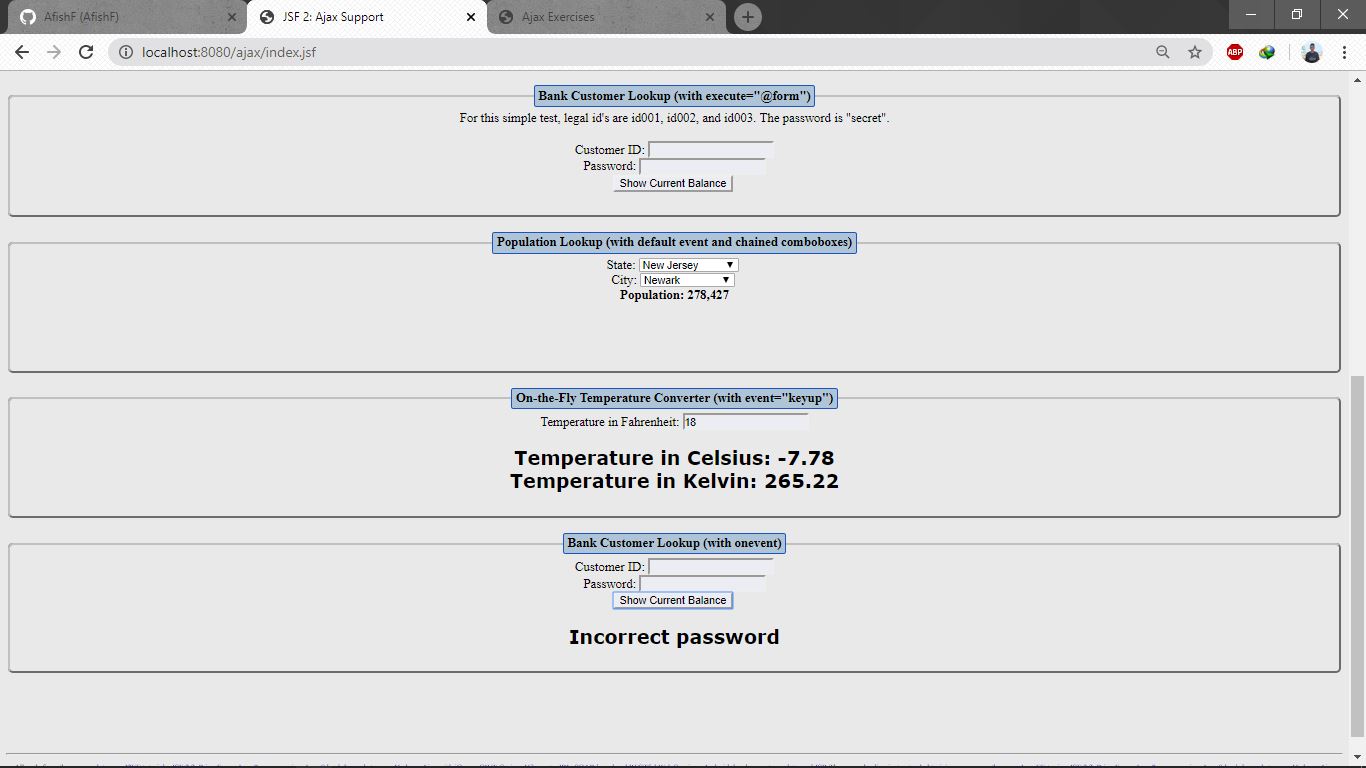 AfishF (AfishF)
JSF 2: Ajax Support
Ajax Exercises
localhost:8080/ajax/index.jsf
ABP
Bank Customer Lookup (with execute="@form")
For this simple test, legal id's are id001, id002, and id003. The password is "secret".
Customer ID:
Password:
Show Current Balance
Population Lookup (with default event and chained comboboxes)
State: New Jersey
City: Newark
Population: 278,427
On-the-Fly Temperature Converter (with event="keyup")
Temperature in Fahrenheit: 18
Temperature in Celsius: -7.78
Temperature in Kelvin: 265.22
Bank Customer Lookup (with onevent)
Customer ID:
Password:
Show Current Balance
Incorrect password